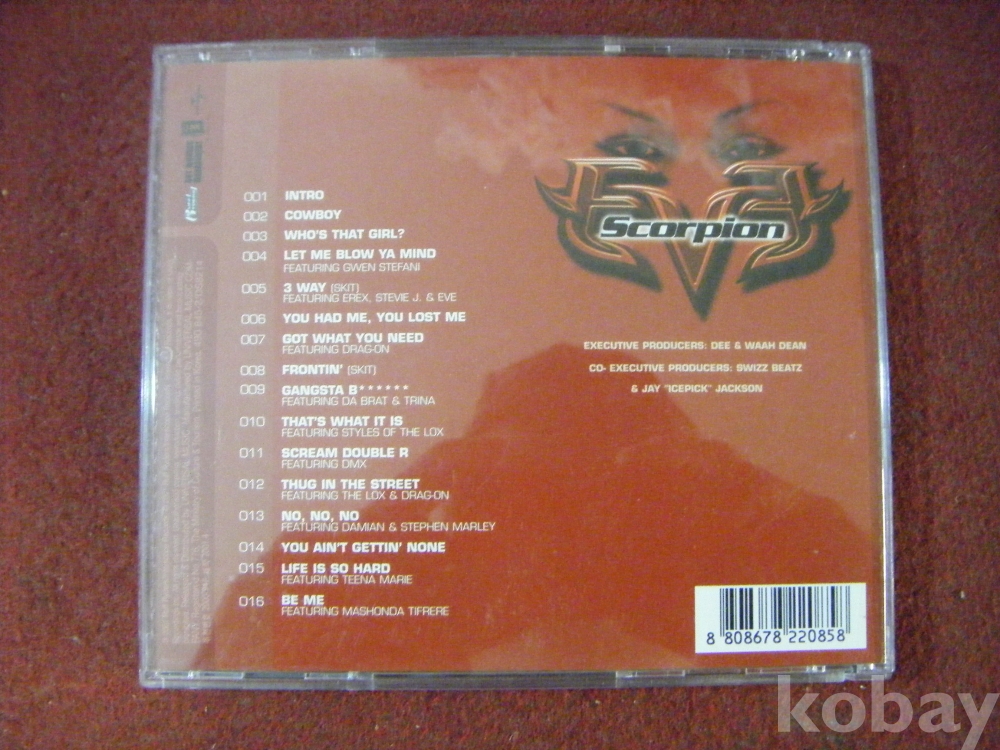 EVE
Scorpion
001 INTRO
002 COWBOY
003 WHO'S THAT GIRL?
004 LET ME BLOW YA MIND
FEATURING GWEN STEFANI
005 3 WAY (SKIT)
FEATURING EREX, STEVIE J. & EVE
006 YOU HAD ME, YOU LOST ME
007 GOT WHAT YOU NEED
FEATURING DRAG-ON
008 FRONTIN' (SKIT)
009 GANGSTA B******
FEATURING DA BRAT & TRINA
010 THAT'S WHAT IT IS
FEATURING STYLES OF THE LOX
011 SCREAM DOUBLE R
FEATURING DMX
012 THUG IN THE STREET
FEATURING THE LOX & DRAG-ON
013 NO, NO, NO
FEATURING DAMIAN & STEPHEN MARLEY
014 YOU AIN'T GETTIN' NONE
015 LIFE IS SO HARD
FEATURING TEENA MARIE
016 BE ME
FEATURING MASHONDA TIFRERE
EXECUTIVE PRODUCERS: DEE & WAAH DEAN
CO- EXECUTIVE PRODUCERS: SWIZZ BEATZ
& JAY "ICEPICK" JACKSON
8 808678 220858
kobay